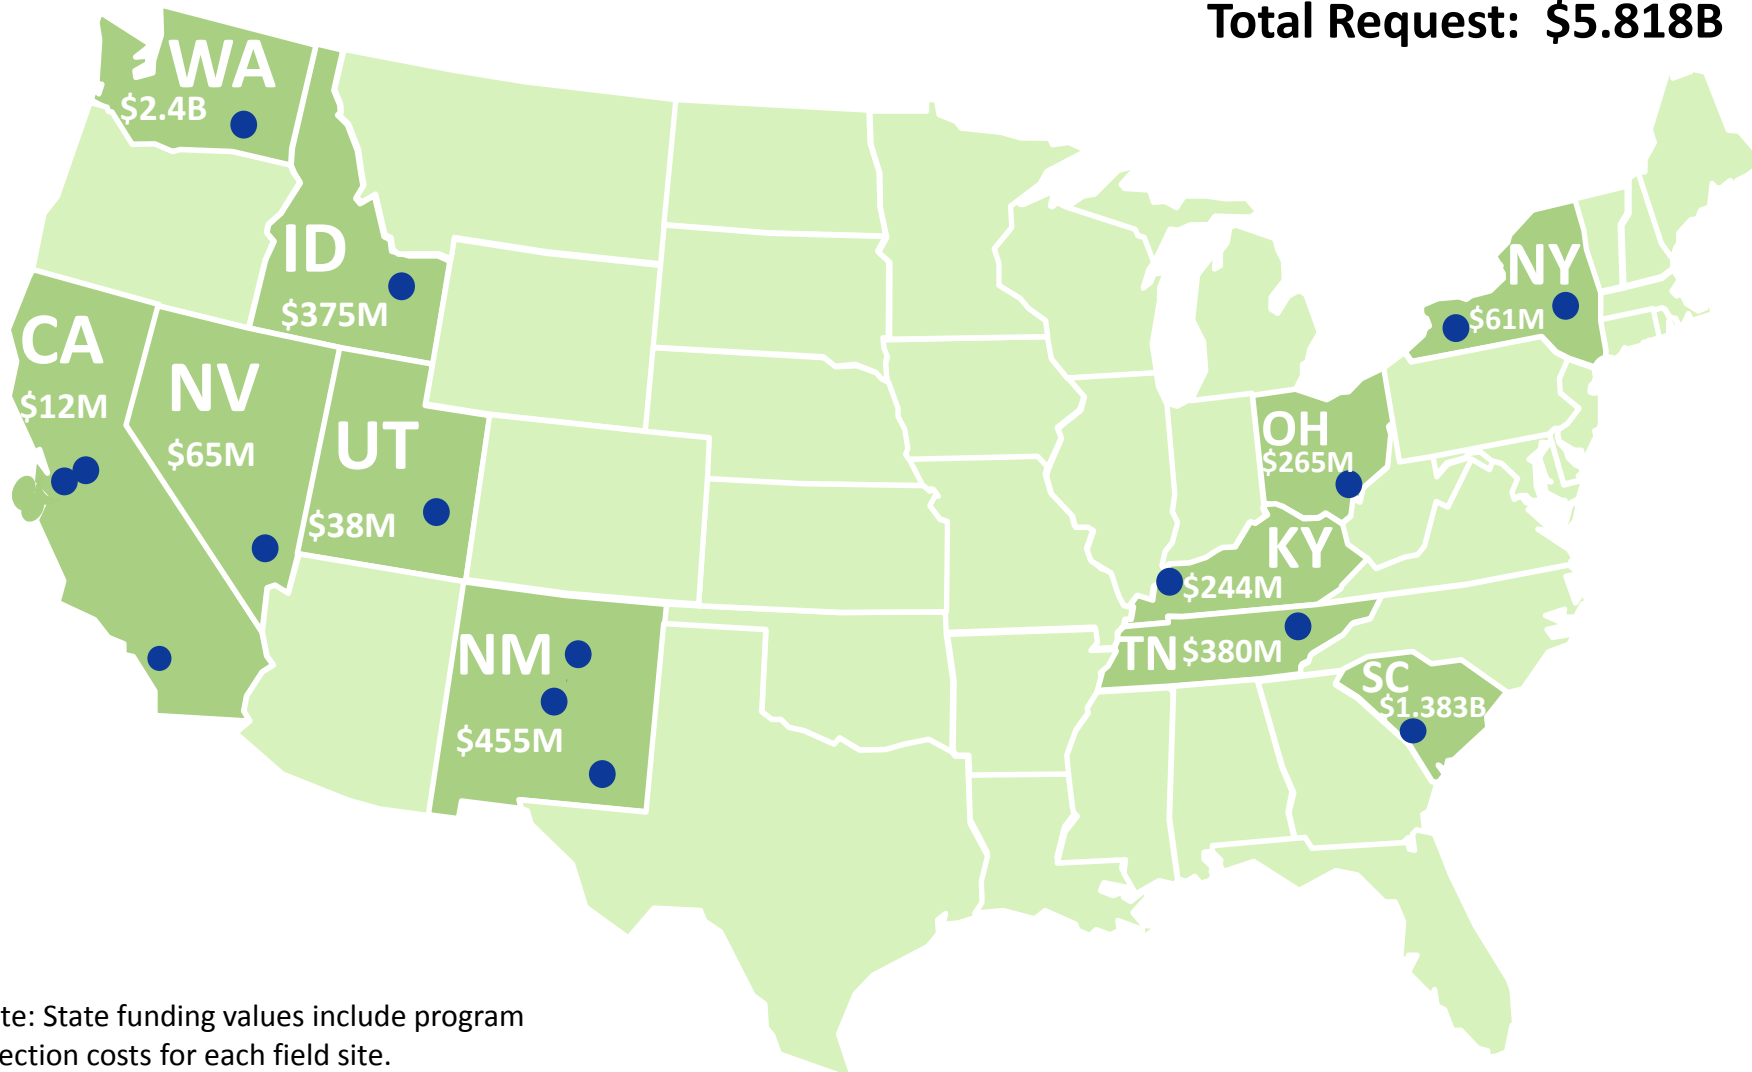 Total Request: $5.818B
WA
$2.4B
ID
$375M
CA
$12M
NV
$65M
UT
$38M
NM
$455M
NY
$61M
OH
$265M
KY
$244M
TN $380M
SC
$1.383B
te: State funding values include program
ection costs for each field site.